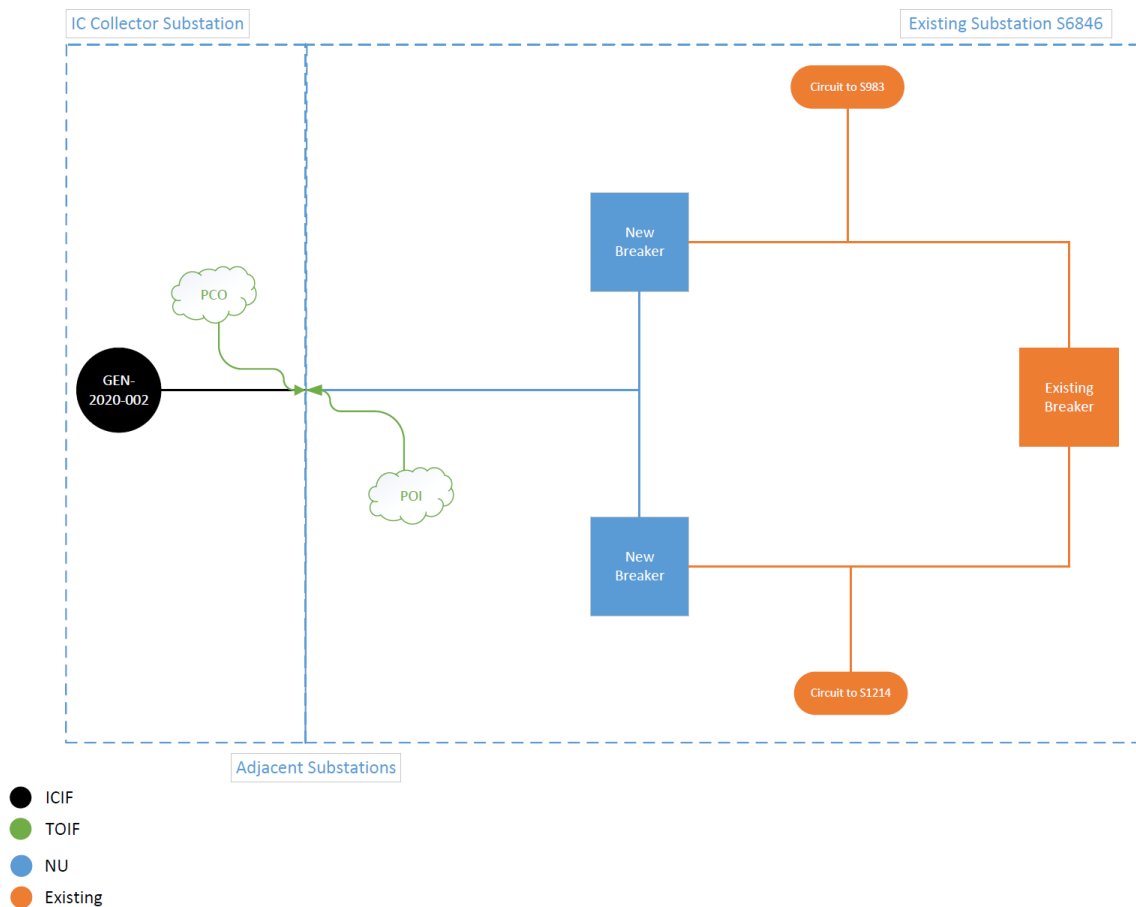 IC Collector Substation
Existing Substation S6846
Circuit to S983
New
Breaker
PCO
GEN-
2020-002
Existing
Breaker
POI
New
Breaker
Circuit to S1214
Adjacent Substations
ICIF
TOIF
NU
Existing